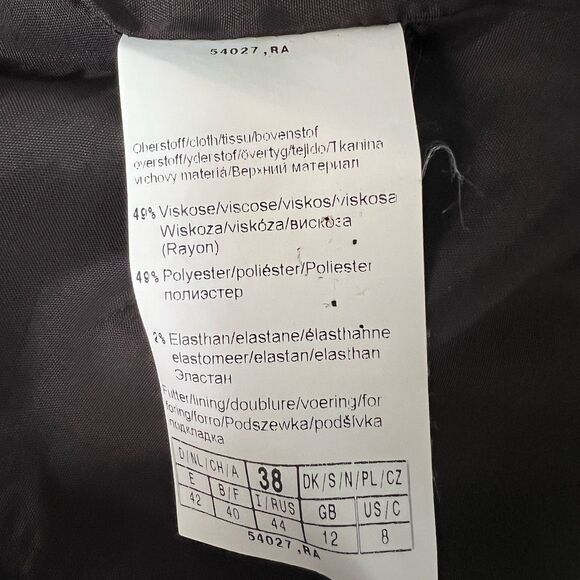 54027,RA
Oberstoff/cloth/tissu/bovenstof
overstoff/yderstof/övertyg/tejido/Tkanina
vrchovy materiá/Верхний материал
49% Viskose/viscose/viskos/viskosa
Wiskoza/viskóza/вискоза
(Rayon)
49% Polyester/poliéster/Poliester
полиэстер
2% Elasthan/elastane/élasthanne
elastomeer/elastan/elasthan
Эластан
Futter/lining/doublure/voering/for
foring/forro/Podszewka/podšívka
подкладка
D/NL/CH/A 38 DK/S/N/PL/CZ
E B/F I/RUS GB US/C
42 40 44 12 8
54027,RA